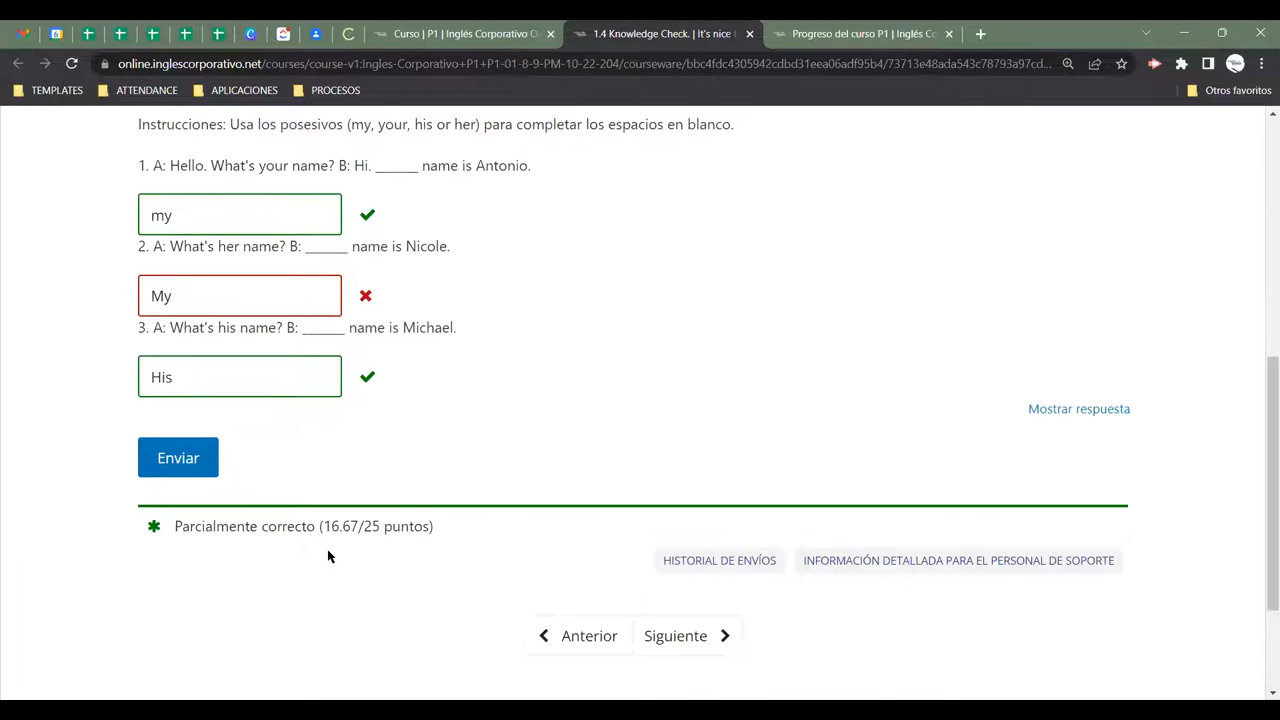 Curso | P1 | Inglés Corporativo O
1.4 Knowledge Check. | It's nice t
Progreso del curso P1 | Inglés Co
online.inglescorporativo.net/courses/course-v1:Ingles-Corporativo+P1+P1-01-8-9-PM-10-22-204/courseware/bbc4fdc4305942cdbd31eea06adf95b4/73713e48ada543c78793a97cd...
TEMPLATES
ATTENDANCE
APLICACIONES
PROCESOS
Otros favoritos
Instrucciones: Usa los posesivos (my, your, his or her) para completar los espacios en blanco.
1. A: Hello. What's your name? B: Hi. ______ name is Antonio.
my
2. A: What's her name? B: ______ name is Nicole.
My
3. A: What's his name? B: ______ name is Michael.
His
Mostrar respuesta
Enviar
Parcialmente correcto (16.67/25 puntos)
HISTORIAL DE ENVÍOS
INFORMACIÓN DETALLADA PARA EL PERSONAL DE SOPORTE
Anterior
Siguiente